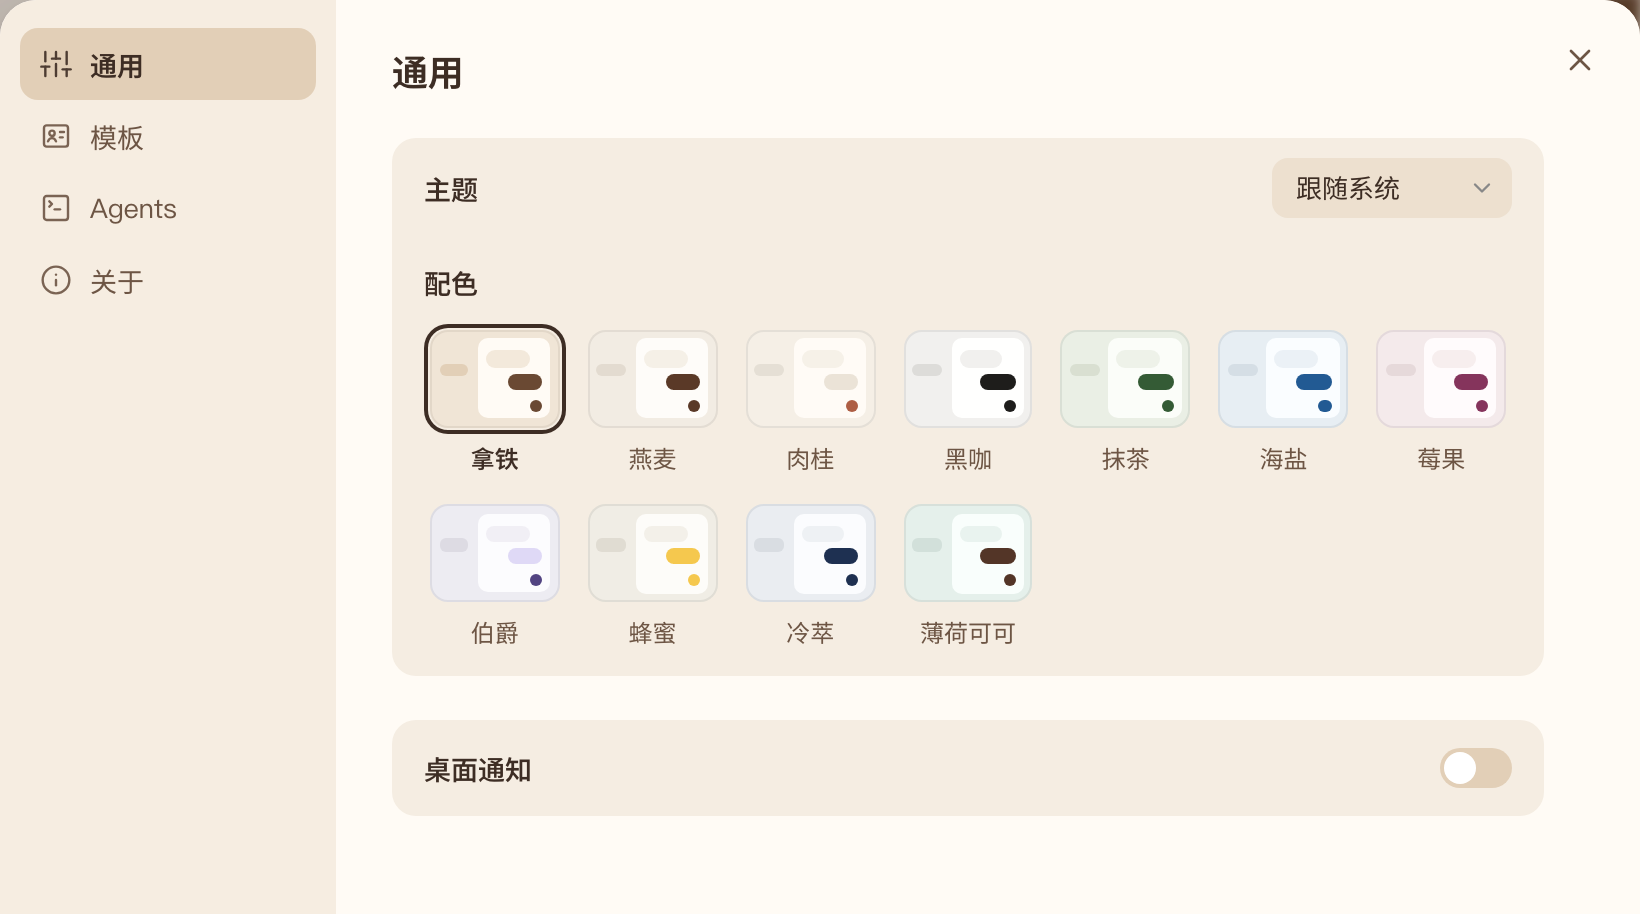 通用
模板
Agents
关于
通用
主题
跟随系统
配色
拿铁
燕麦
肉桂
黑咖
抹茶
海盐
莓果
伯爵
蜂蜜
冷萃
薄荷可可
桌面通知